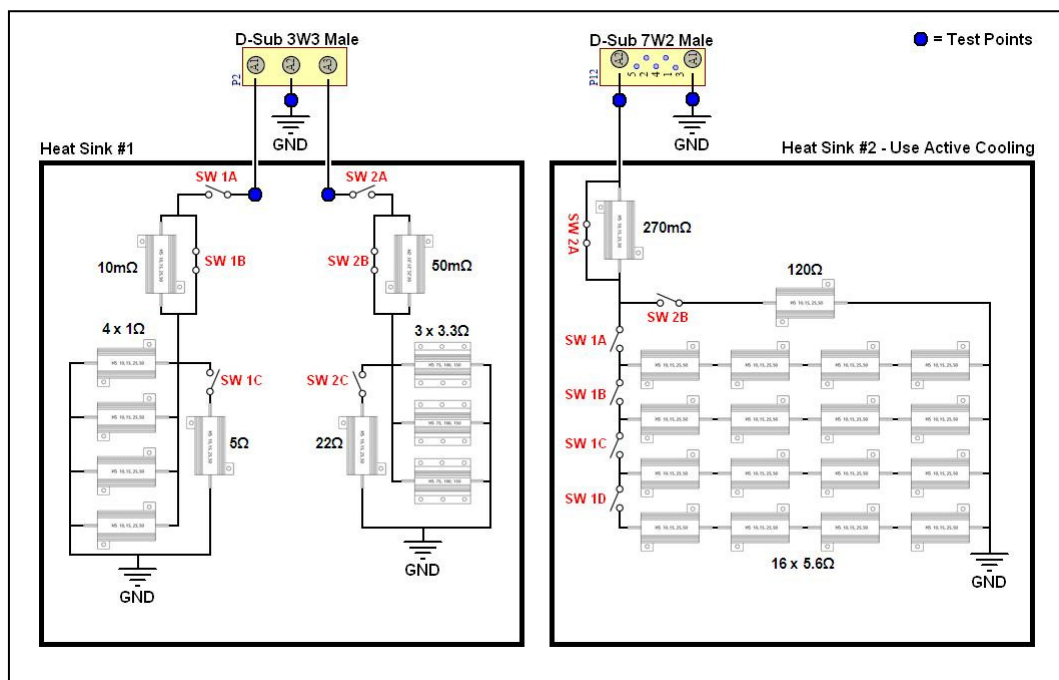 D-Sub 3W3 Male
P2
A1
A2
A3
GND
D-Sub 7W2 Male
P12
A2
5
2
4
1
3
A1
GND
= Test Points
Heat Sink #1
SW 1A
SW 2A
10mΩ
SW 1B
SW 2B
50mΩ
4 x 1Ω
3 x 3.3Ω
SW 1C
SW 2C
5Ω
22Ω
GND
GND
Heat Sink #2 - Use Active Cooling
SW 2A
270mΩ
120Ω
SW 2B
SW 1A
SW 1B
SW 1C
SW 1D
16 x 5.6Ω
GND